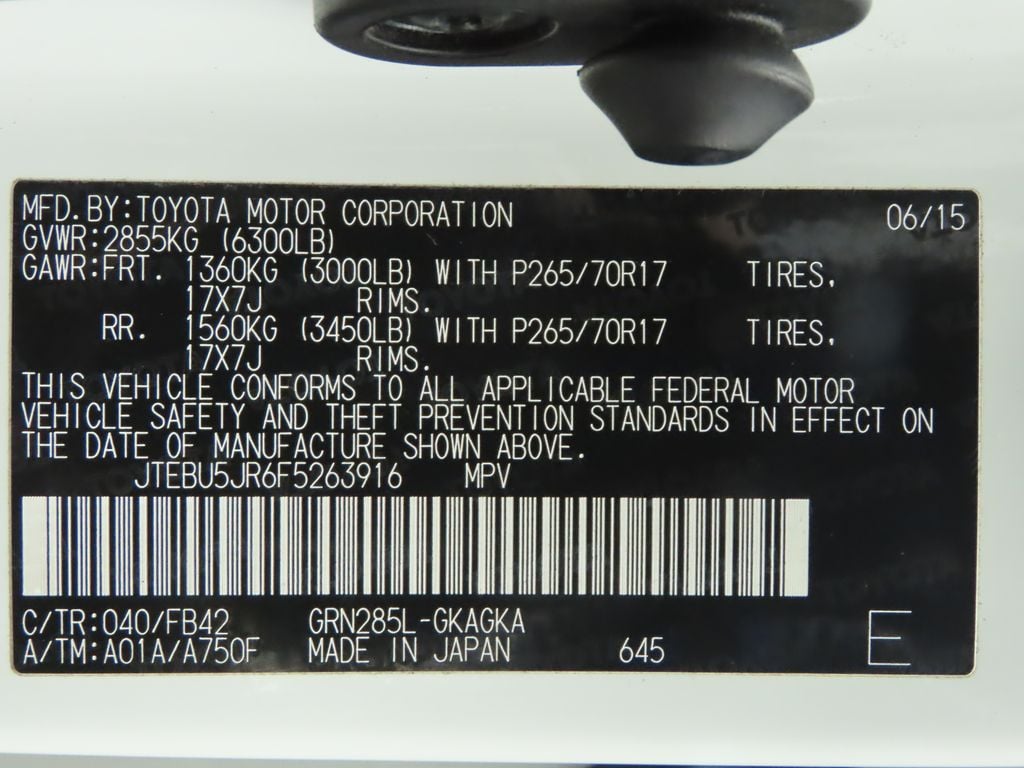 MFD.BY:TOYOTA MOTOR CORPORATION 06/15
GVWR:2855KG (6300LB)
GAWR:FRT. 1360KG (3000LB) WITH P265/70R17 TIRES.
17X7J RIMS.
RR. 1560KG (3450LB) WITH P265/70R17 TIRES.
17X7J RIMS.
THIS VEHICLE CONFORMS TO ALL APPLICABLE FEDERAL MOTOR
VEHICLE SAFETY AND THEFT PREVENTION STANDARDS IN EFFECT ON
THE DATE OF MANUFACTURE SHOWN ABOVE.
JTEBU5JR6F5263916 MPV
C/TR:040/FB42 GRN285L-GKAGKA
A/TM:A01A/A750F MADE IN JAPAN 645 E